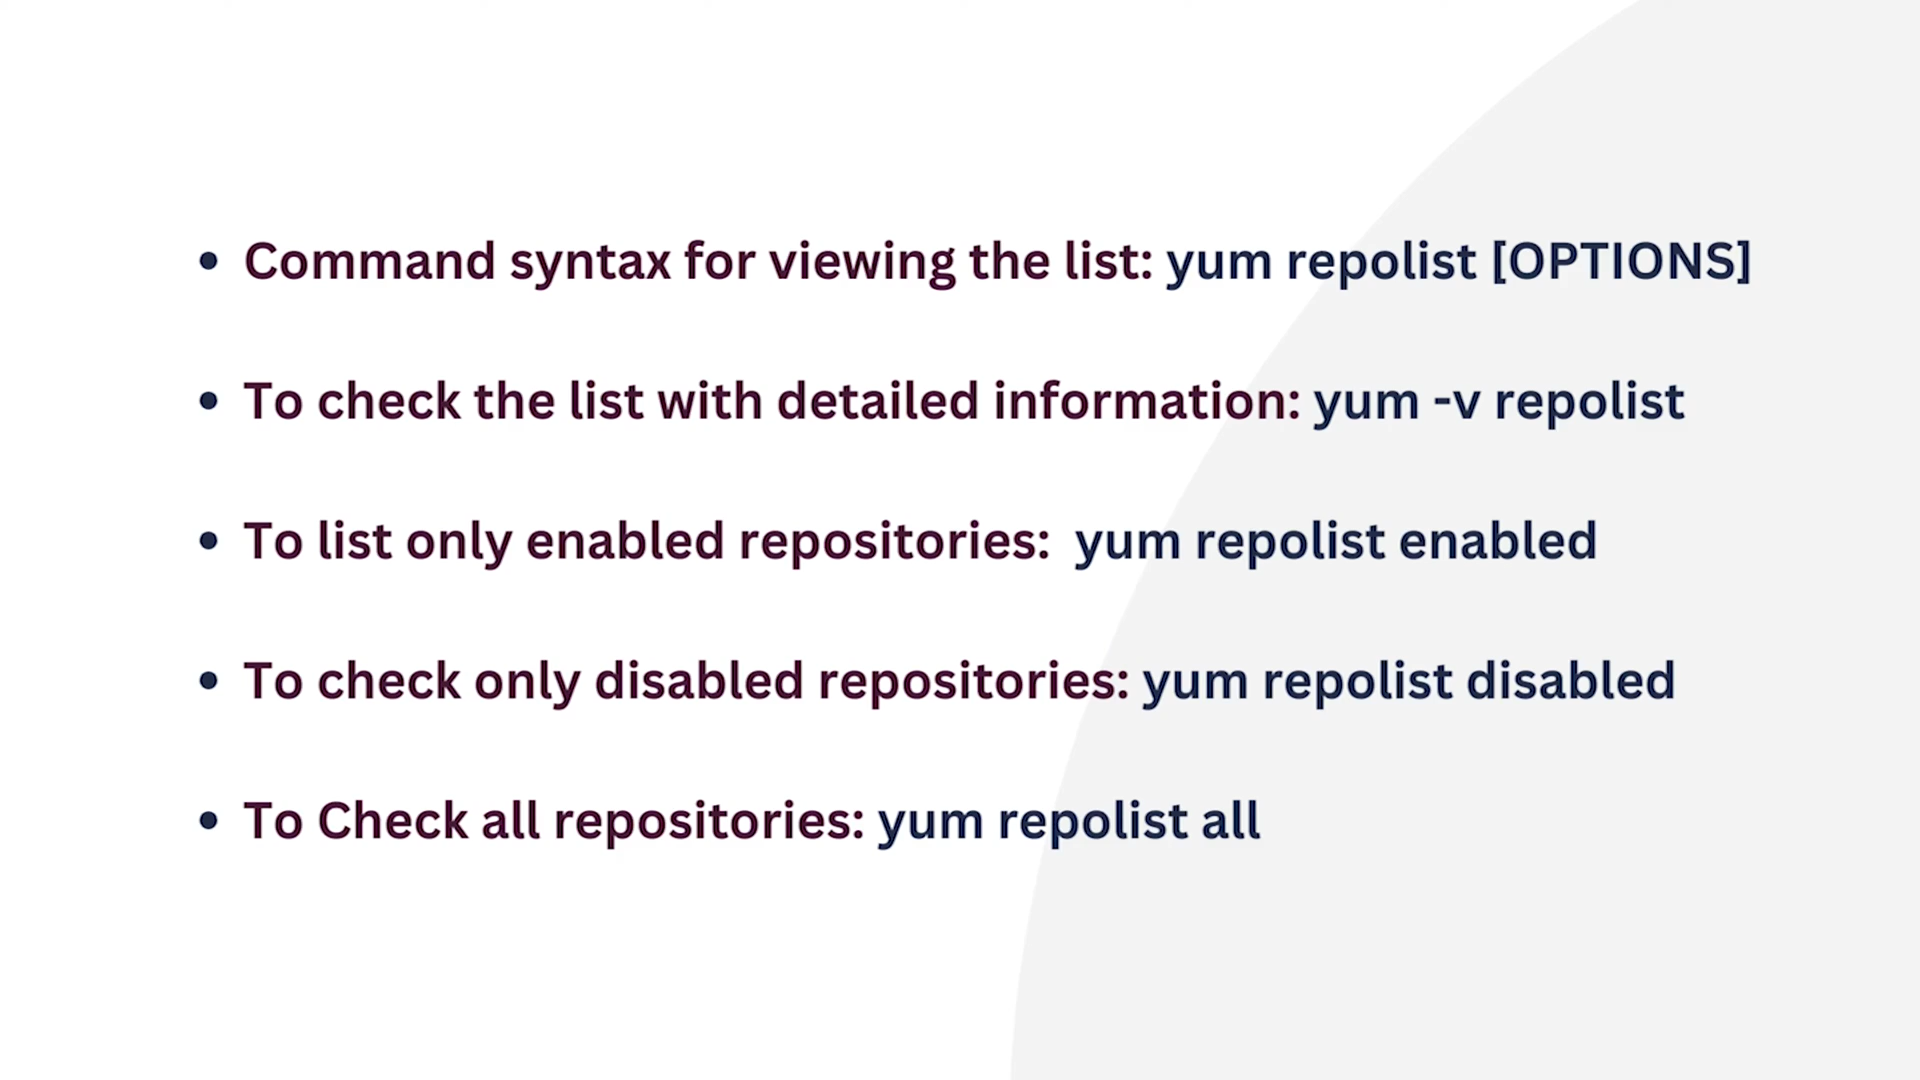 • Command syntax for viewing the list: yum repolist [OPTIONS]
• To check the list with detailed information: yum -v repolist
• To list only enabled repositories: yum repolist enabled
• To check only disabled repositories: yum repolist disabled
• To Check all repositories: yum repolist all